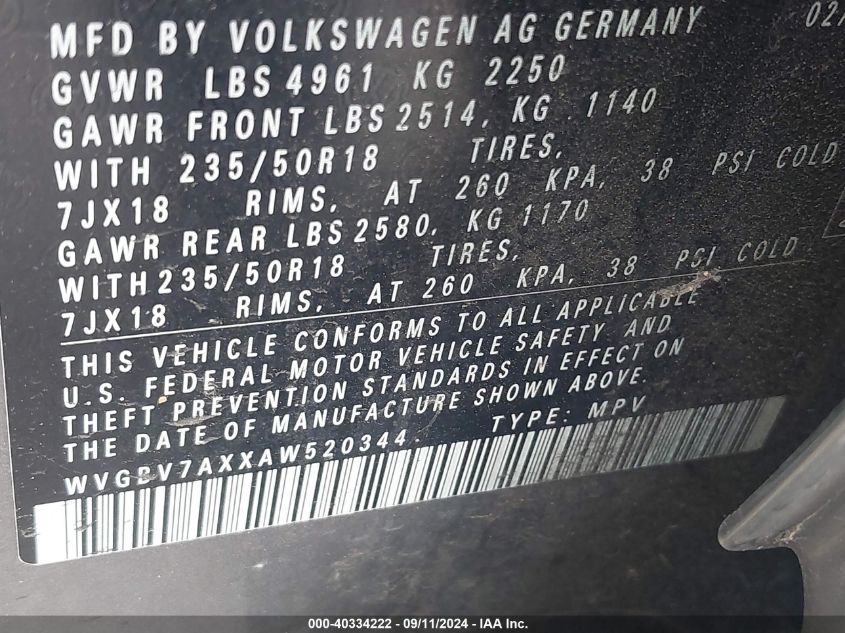 MFD BY VOLKSWAGEN AG GERMANY 02/
GVWR LBS 4961 KG 2250
GAWR FRONT LBS 2514, KG 1140
WITH 235/50R18 TIRES,
7JX18 RIMS, AT 260 KPA, 38 PSI COLD
GAWR REAR LBS 2580, KG 1170
WITH 235/50R18 TIRES,
7JX18 RIMS, AT 260 KPA, 38 PSI COLD
THIS VEHICLE CONFORMS TO ALL APPLICABLE
U.S. FEDERAL MOTOR VEHICLE SAFETY AND
THEFT PREVENTION STANDARDS IN EFFECT ON
THE DATE OF MANUFACTURE SHOWN ABOVE.
WVGBV7AXXAW520344. TYPE: MPV
000-40334222 - 09/11/2024 - IAA Inc.